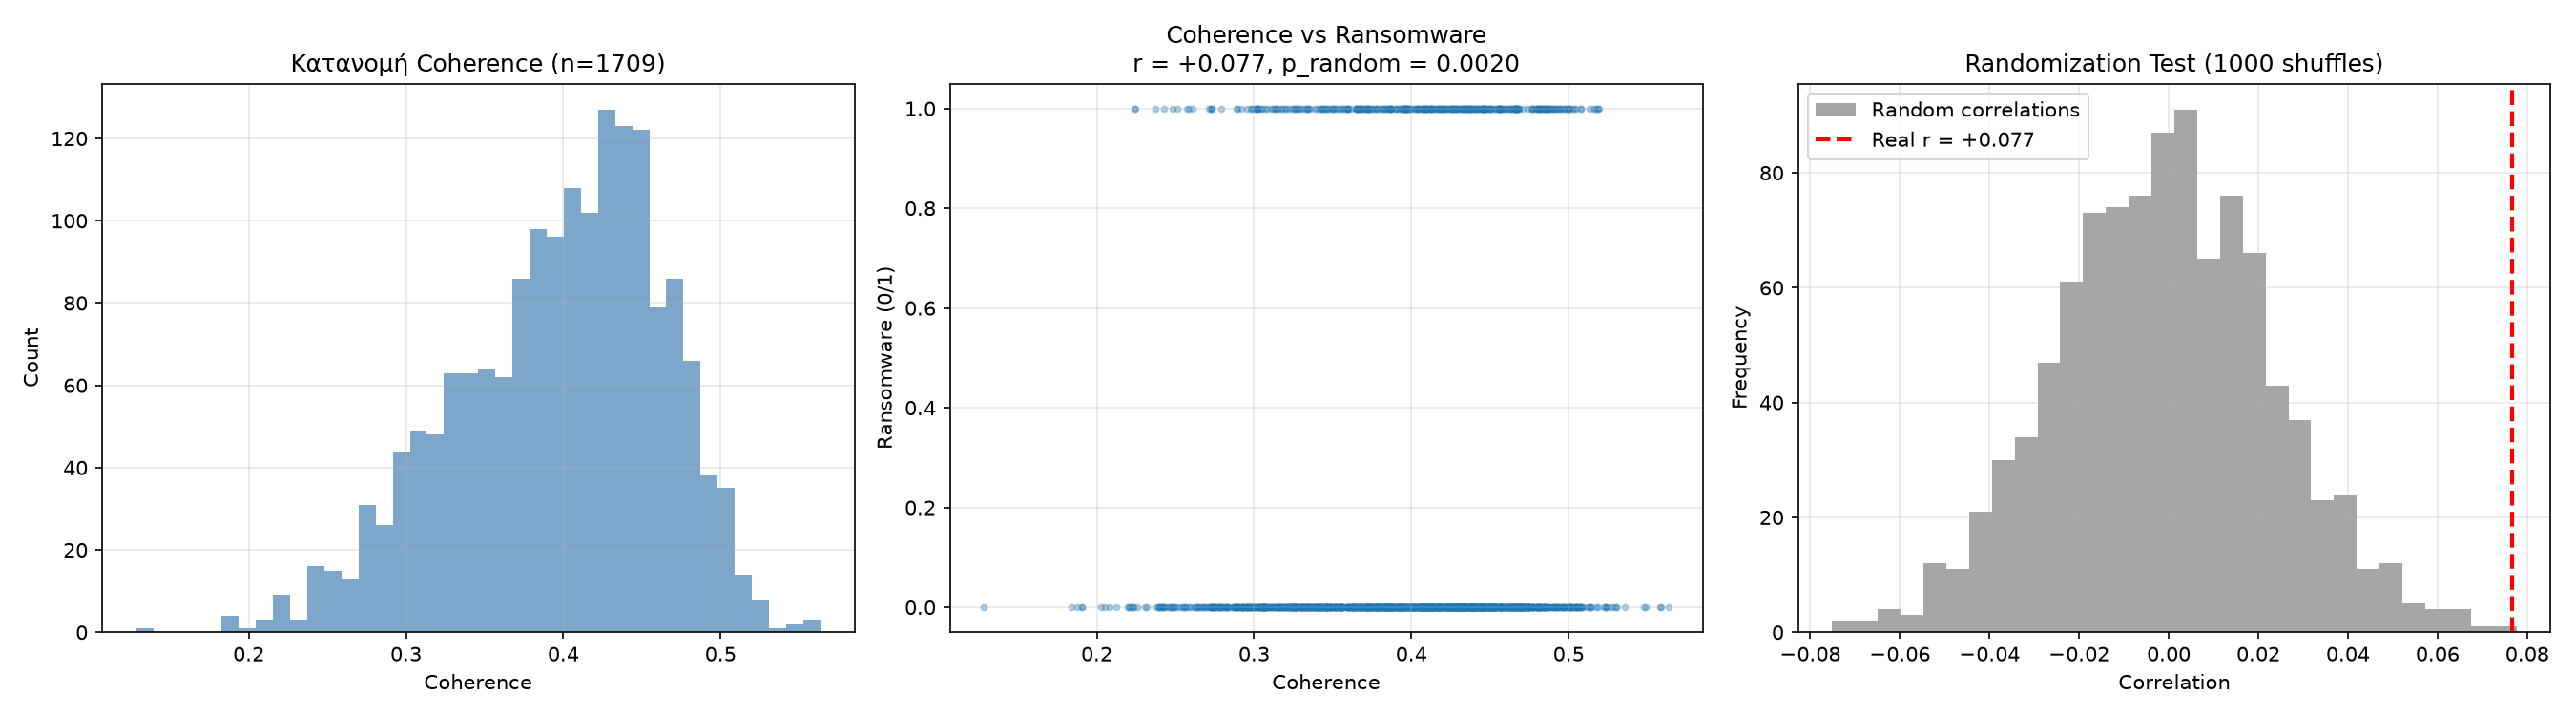 Κατανομή Coherence (n=1709)
Count
120
100
80
60
40
20
0
0.2
0.3
0.4
0.5
Coherence
Coherence vs Ransomware
r = +0.077, p_random = 0.0020
Ransomware (0/1)
1.0
0.8
0.6
0.4
0.2
0.0
0.2
0.3
0.4
0.5
Coherence
Randomization Test (1000 shuffles)
Random correlations
Real r = +0.077
Frequency
80
60
40
20
0
−0.08
−0.06
−0.04
−0.02
0.00
0.02
0.04
0.06
0.08
Correlation